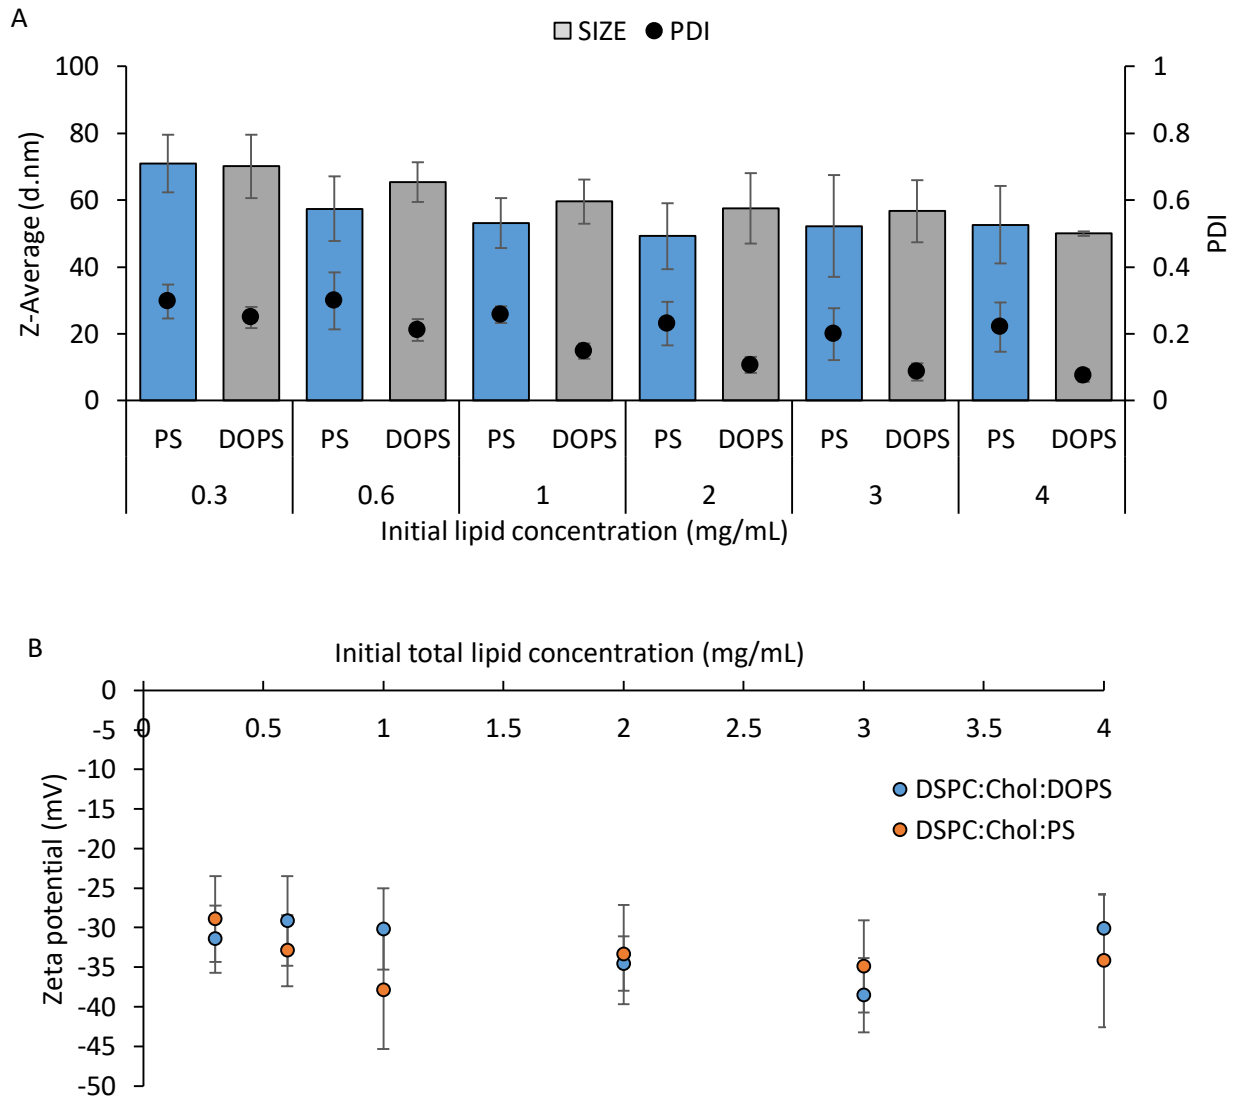 A
SIZE PDI
100 1
80 0.8
60 0.6
40 0.4
20 0.2
0 0
Z-Average (d.nm)
PDI
PS DOPS PS DOPS PS DOPS PS DOPS PS DOPS PS DOPS
0.3 0.6 1 2 3 4
Initial lipid concentration (mg/mL)
B
Initial total lipid concentration (mg/mL)
0
0 0.5 1 1.5 2 2.5 3 3.5 4
-5
-10
-15
-20
-25
-30
-35
-40
-45
-50
Zeta potential (mV)
DSPC:Chol:DOPS
DSPC:Chol:PS